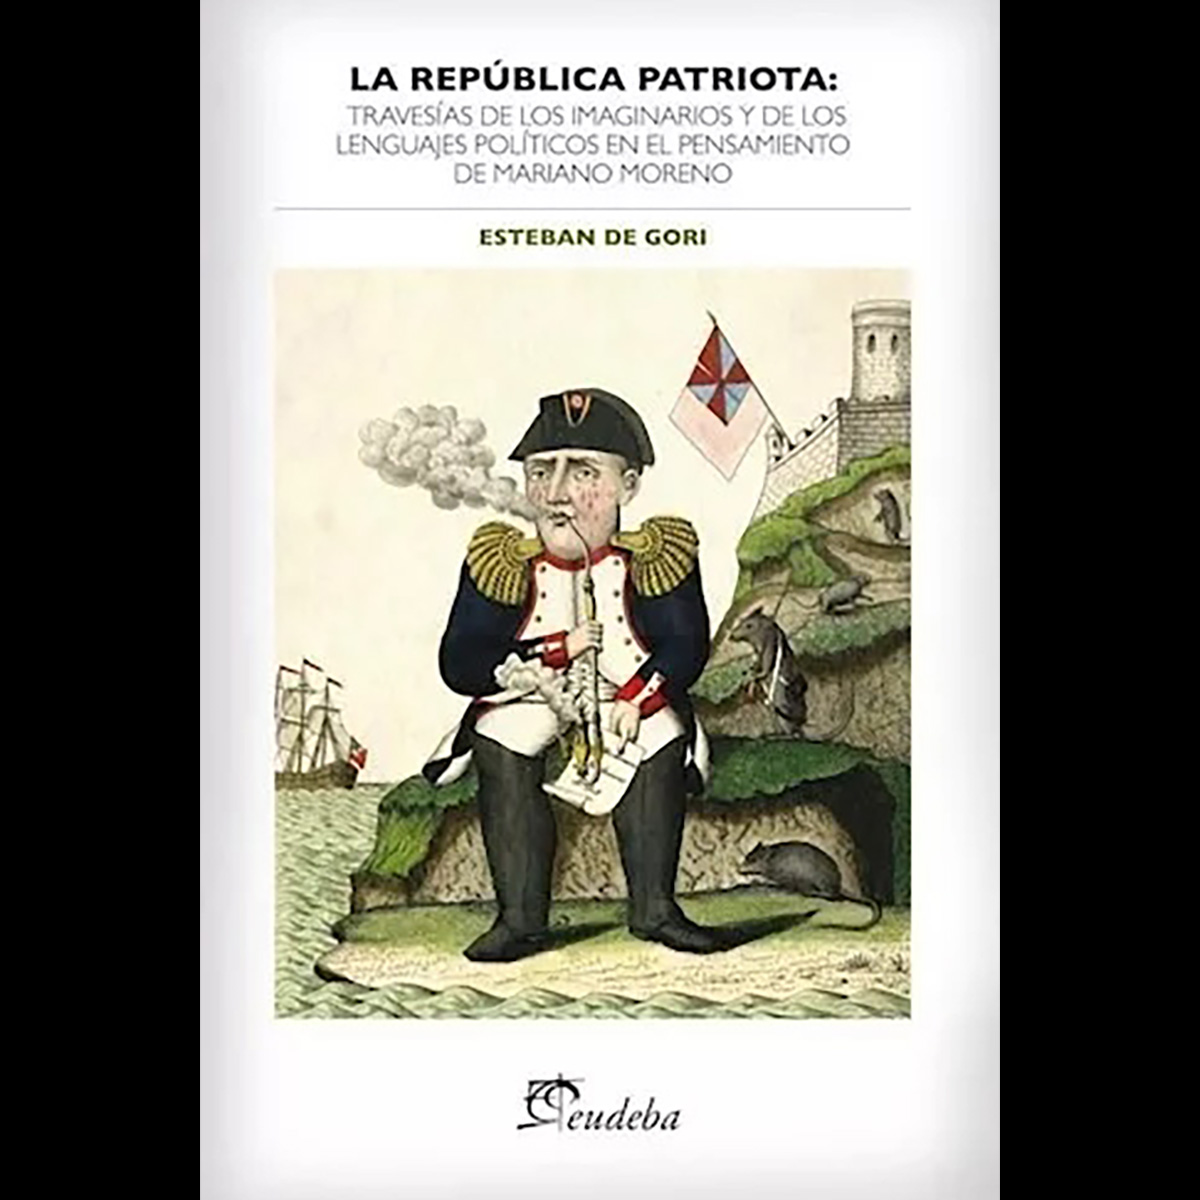 LA REPÚBLICA PATRIOTA:
TRAVESÍAS DE LOS IMAGINARIOS Y DE LOS
LENGUAJES POLÍTICOS EN EL PENSAMIENTO
DE MARIANO MORENO
ESTEBAN DE GORI
eudeba